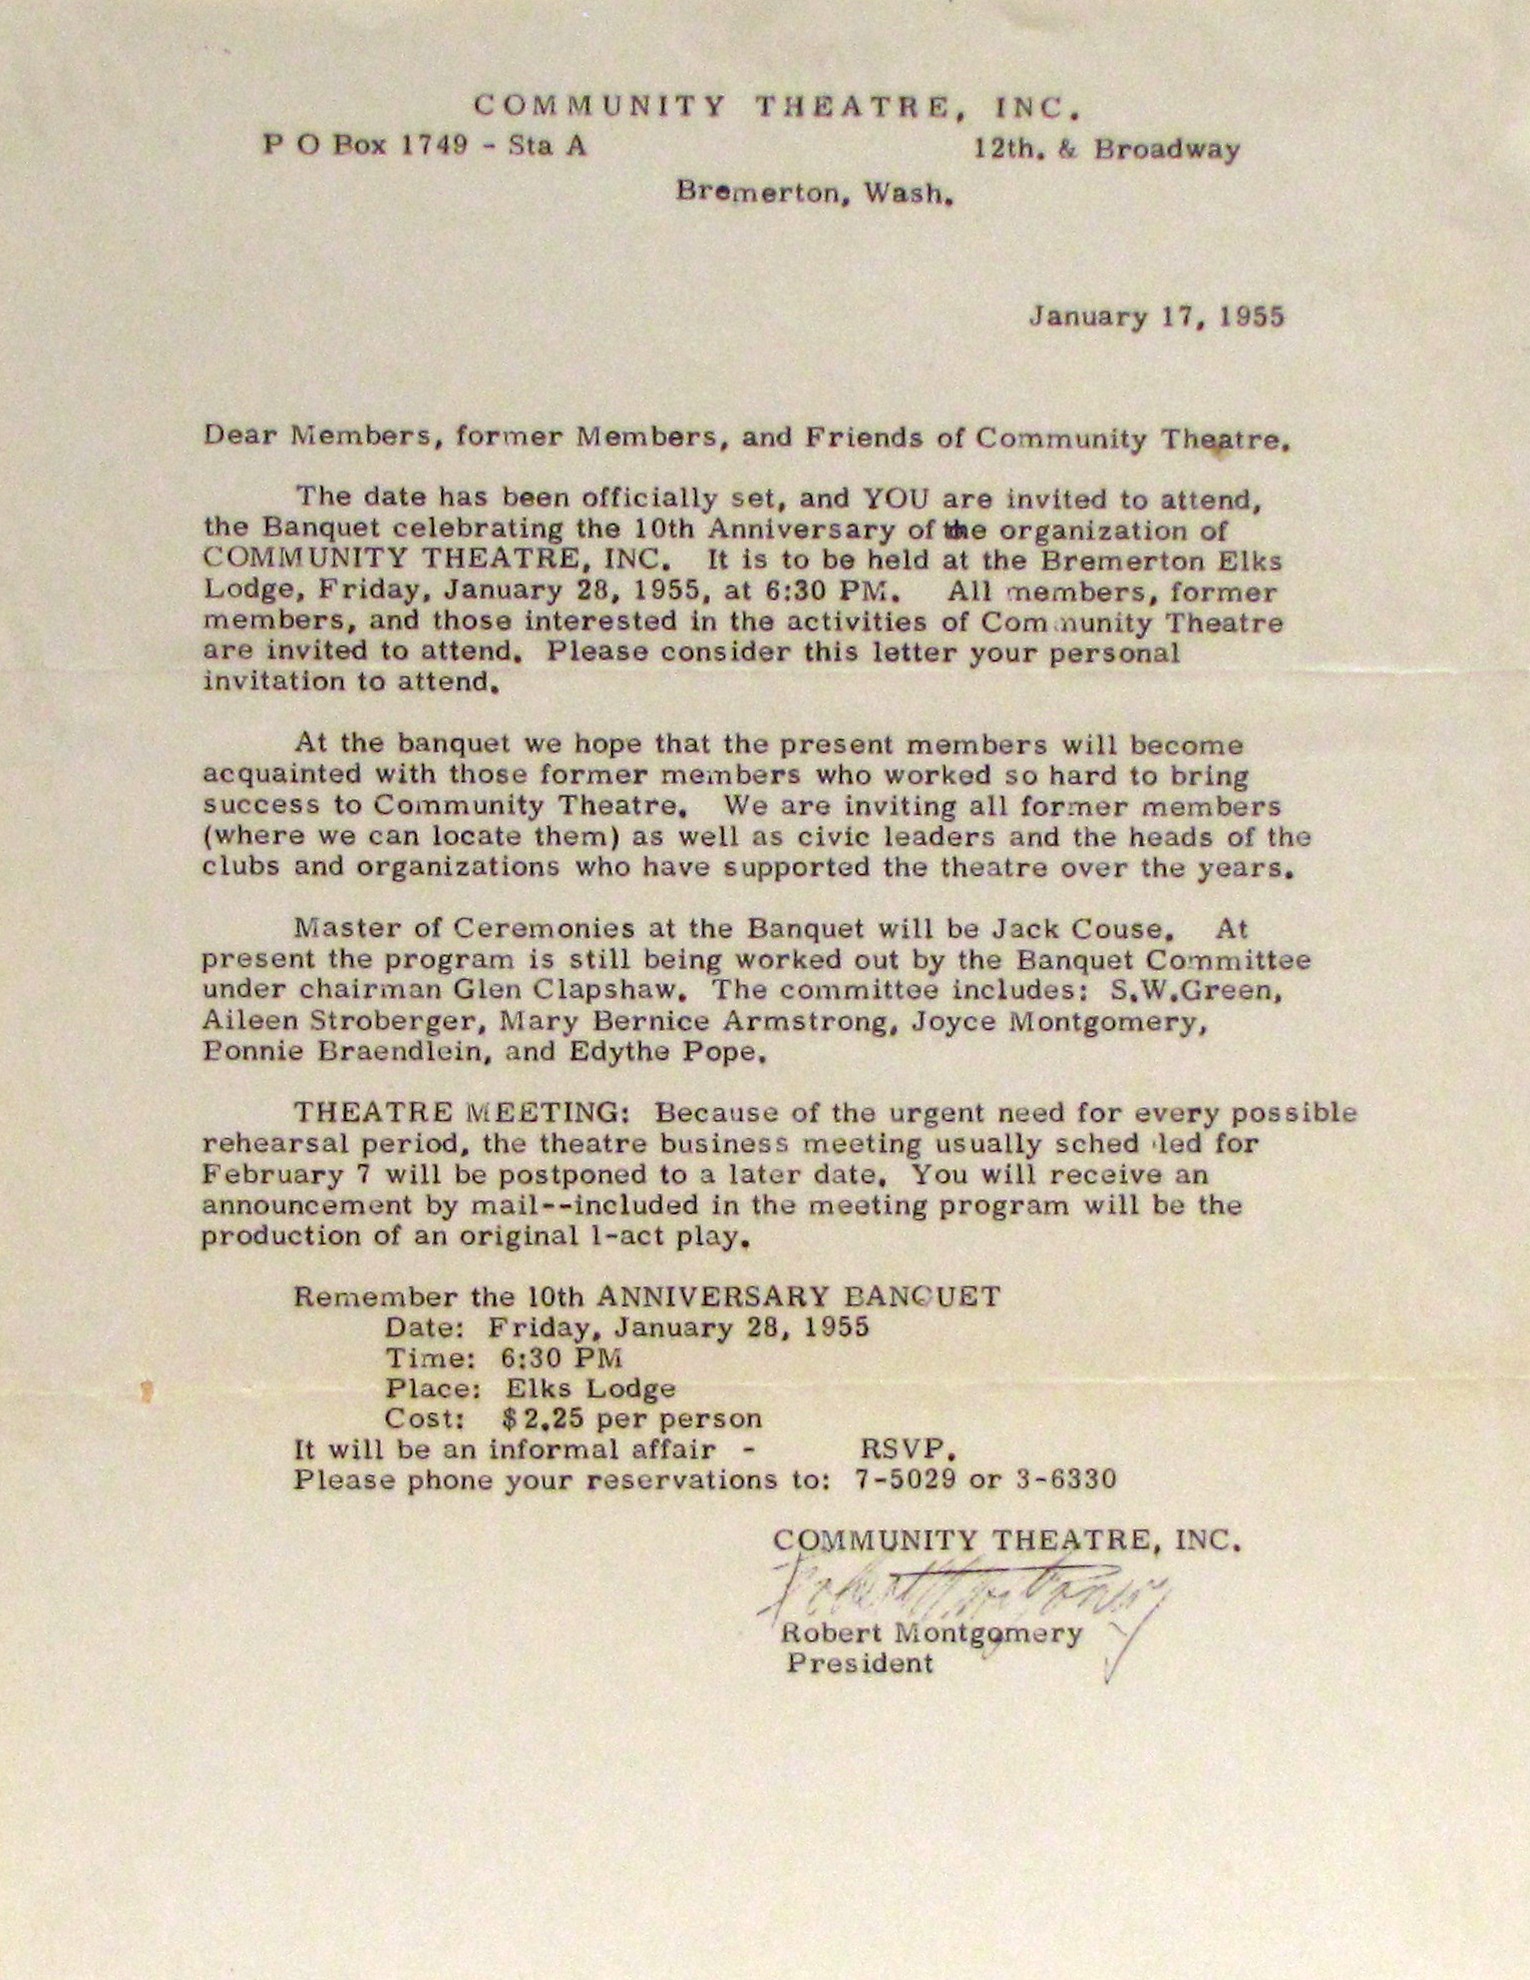 COMMUNITY THEATRE, INC.
P O Box 1749 - Sta A 12th. & Broadway
Bremerton, Wash.
January 17, 1955
Dear Members, former Members, and Friends of Community Theatre.
The date has been officially set, and YOU are invited to attend,
the Banquet celebrating the 10th Anniversary of the organization of
COMMUNITY THEATRE, INC. It is to be held at the Bremerton Elks
Lodge, Friday, January 28, 1955, at 6:30 PM. All members, former
members, and those interested in the activities of Community Theatre
are invited to attend. Please consider this letter your personal
invitation to attend.
At the banquet we hope that the present members will become
acquainted with those former members who worked so hard to bring
success to Community Theatre. We are inviting all former members
(where we can locate them) as well as civic leaders and the heads of the
clubs and organizations who have supported the theatre over the years.
Master of Ceremonies at the Banquet will be Jack Couse. At
present the program is still being worked out by the Banquet Committee
under chairman Glen Clapshaw. The committee includes: S.W.Green,
Aileen Stroberger, Mary Bernice Armstrong, Joyce Montgomery,
Bonnie Braendlein, and Edythe Pope.
THEATRE MEETING: Because of the urgent need for every possible
rehearsal period, the theatre business meeting usually scheduled for
February 7 will be postponed to a later date. You will receive an
announcement by mail--included in the meeting program will be the
production of an original 1-act play.
Remember the 10th ANNIVERSARY BANQUET
Date: Friday, January 28, 1955
Time: 6:30 PM
Place: Elks Lodge
Cost: $2.25 per person
It will be an informal affair - RSVP.
Please phone your reservations to: 7-5029 or 3-6330
COMMUNITY THEATRE, INC.
Robert Montgomery
Robert Montgomery
President